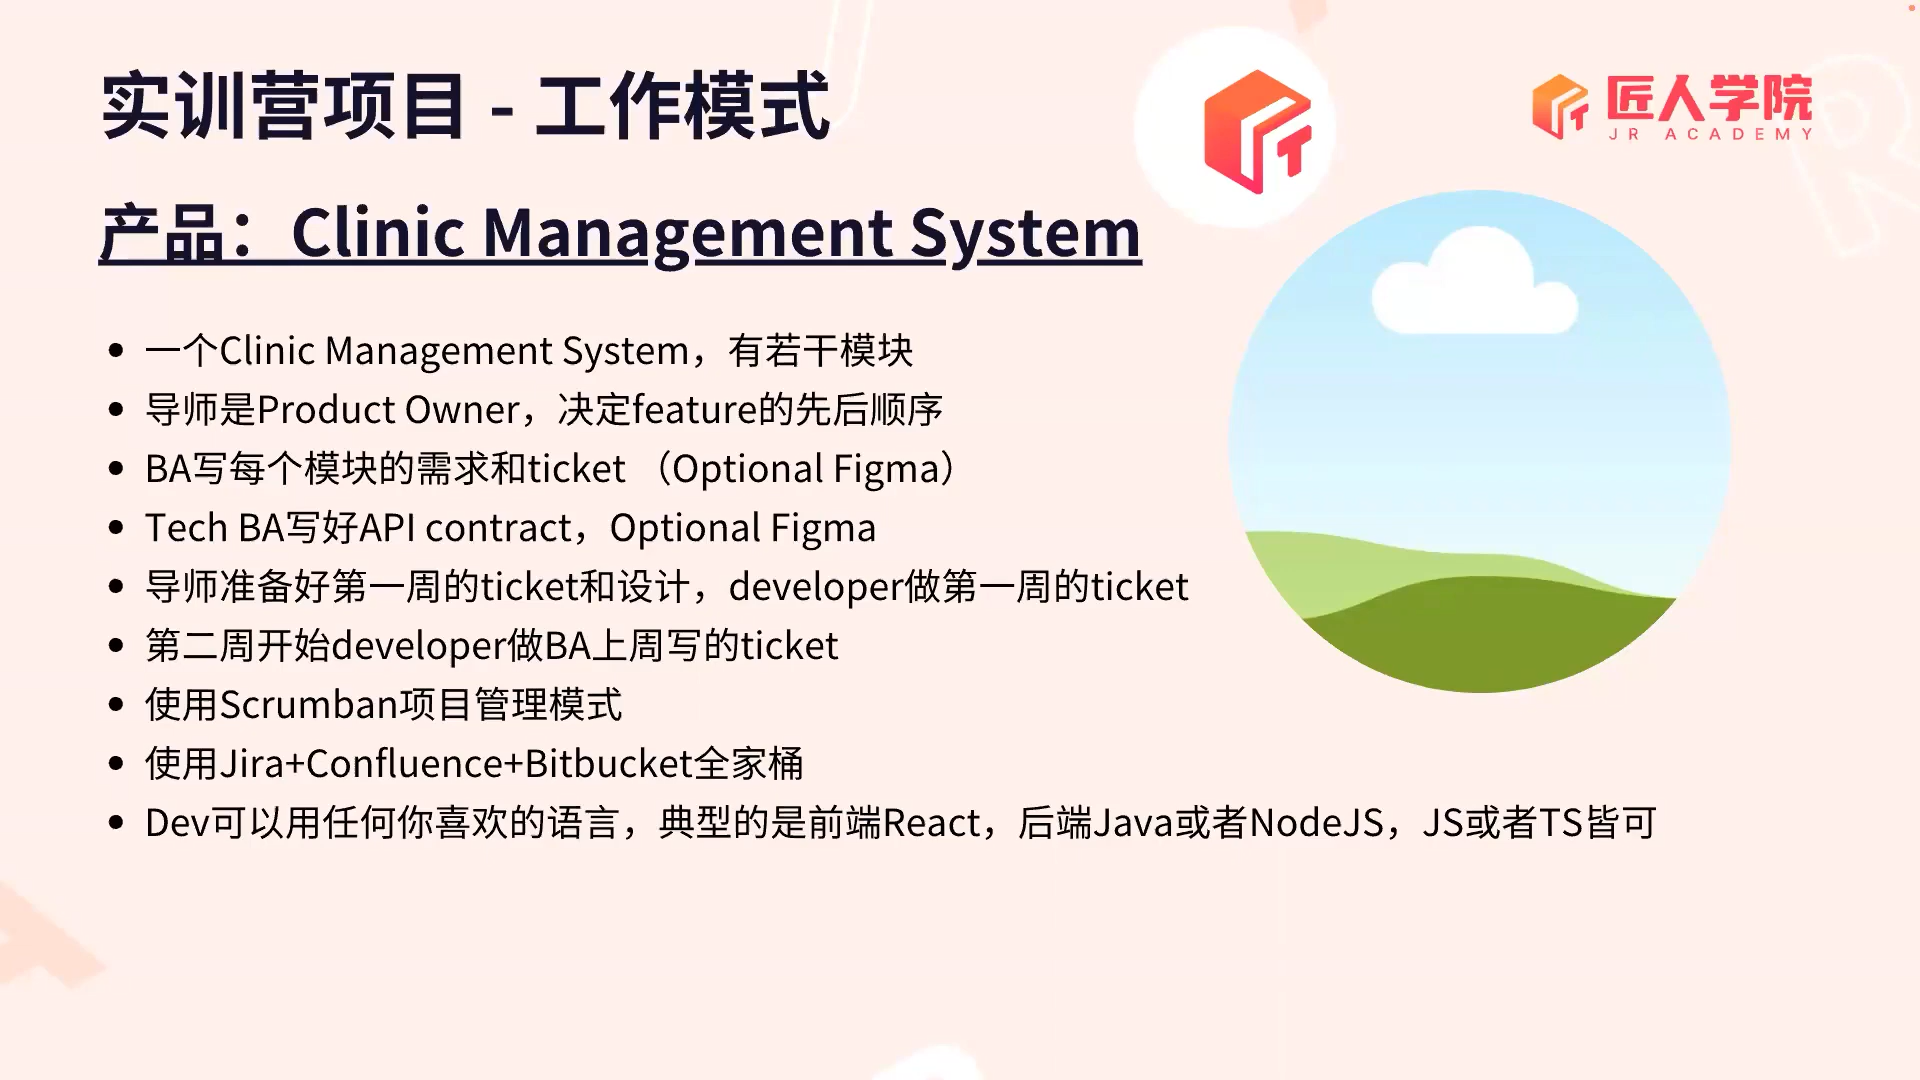 实训营项目 - 工作模式
匠人学院
JR ACADEMY
产品：Clinic Management System
一个Clinic Management System，有若干模块
导师是Product Owner，决定feature的先后顺序
BA写每个模块的需求和ticket （Optional Figma）
Tech BA写好API contract，Optional Figma
导师准备好第一周的ticket和设计，developer做第一周的ticket
第二周开始developer做BA上周写的ticket
使用Scrumban项目管理模式
使用Jira+Confluence+Bitbucket全家桶
Dev可以用任何你喜欢的语言，典型的是前端React，后端Java或者NodeJS，JS或者TS皆可